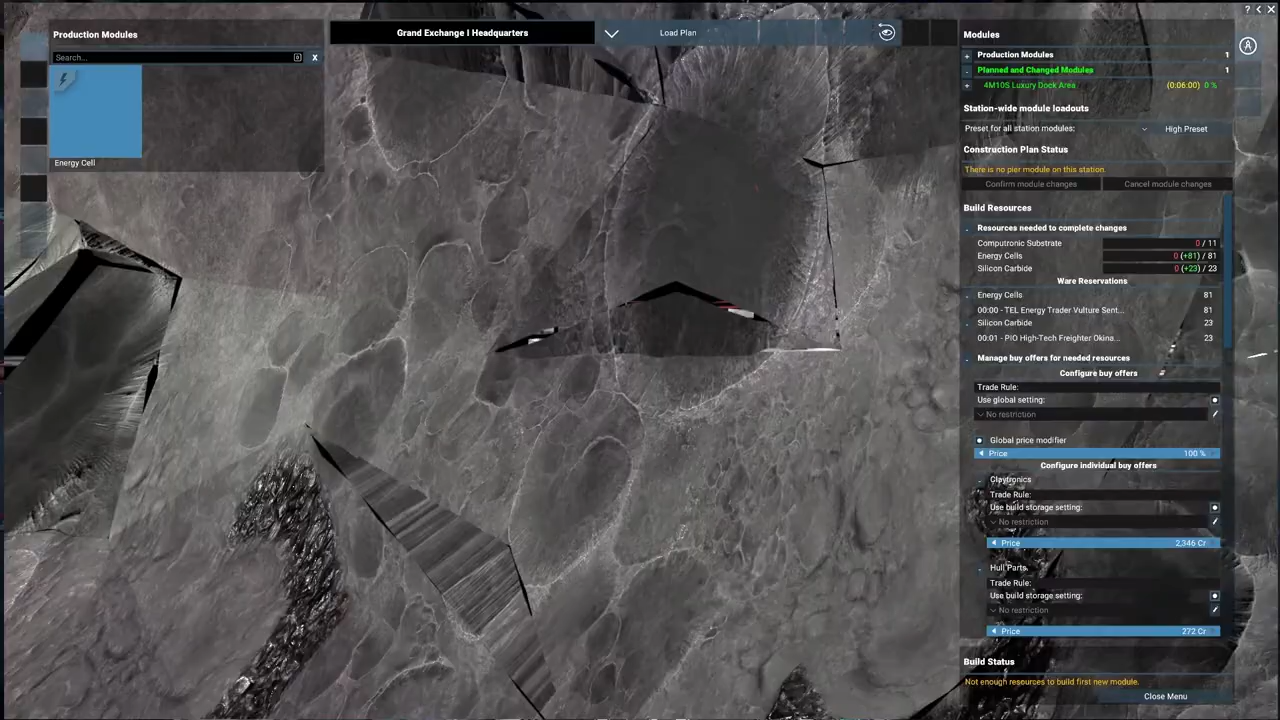 ? < ✕
Production Modules
Search...
x
Energy Cell
Grand Exchange I Headquarters
Load Plan
Modules
+ Production Modules 1
- Planned and Changed Modules 1
+ 4M10S Luxury Dock Area (0:06:00) 0 %
Station-wide module loadouts
Preset for all station modules: High Preset
Construction Plan Status
There is no pier module on this station.
Confirm module changes Cancel module changes
Build Resources
- Resources needed to complete changes
Computronic Substrate 0 / 11
Energy Cells 0 (+81) / 81
Silicon Carbide 0 (+23) / 23
Ware Reservations
- Energy Cells 81
00:00 - TEL Energy Trader Vulture Sent... 81
- Silicon Carbide 23
00:01 - PIO High-Tech Freighter Okina... 23
- Manage buy offers for needed resources
Configure buy offers
Trade Rule:
Use global setting:
No restriction
Global price modifier
Price 100 %
Configure individual buy offers
- Claytronics
Trade Rule:
Use build storage setting:
No restriction
Price 2,346 Cr
- Hull Parts
Trade Rule:
Use build storage setting:
No restriction
Price 272 Cr
Build Status
Not enough resources to build first new module.
Close Menu